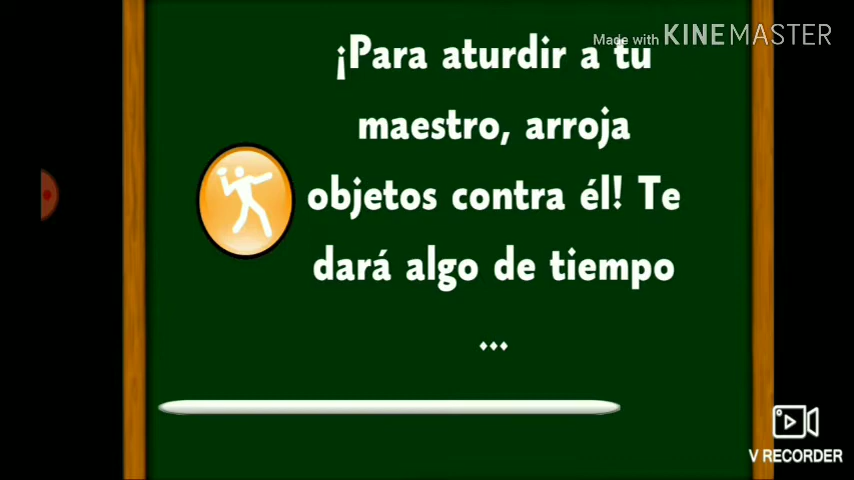 Made with KINEMASTER
¡Para aturdir a tu
maestro, arroja
objetos contra él! Te
dará algo de tiempo
...
V RECORDER